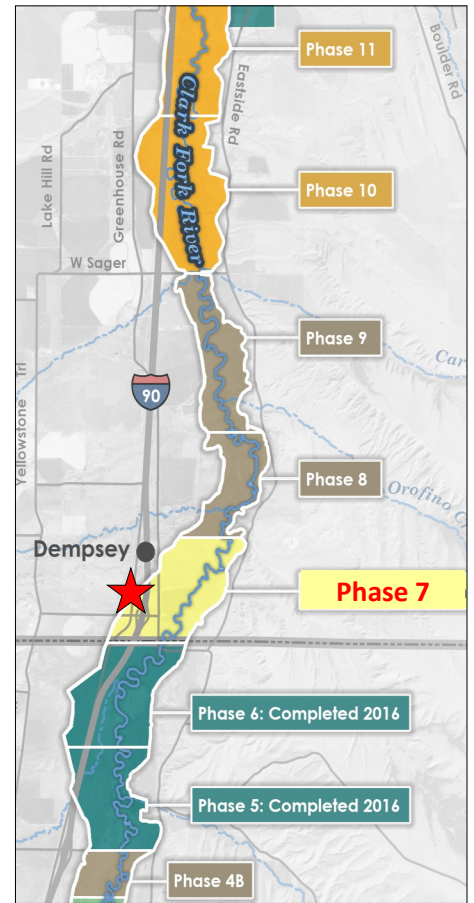 Phase 11
Boulder Rd
Eastside Rd
Clark Fork River
Lake Hill Rd
Greenhouse Rd
Phase 10
W Sager
Phase 9
Car
90
Yellowstone Trl
Phase 8
Orofino C
Dempsey
Phase 7
Phase 6: Completed 2016
Phase 5: Completed 2016
Phase 4B